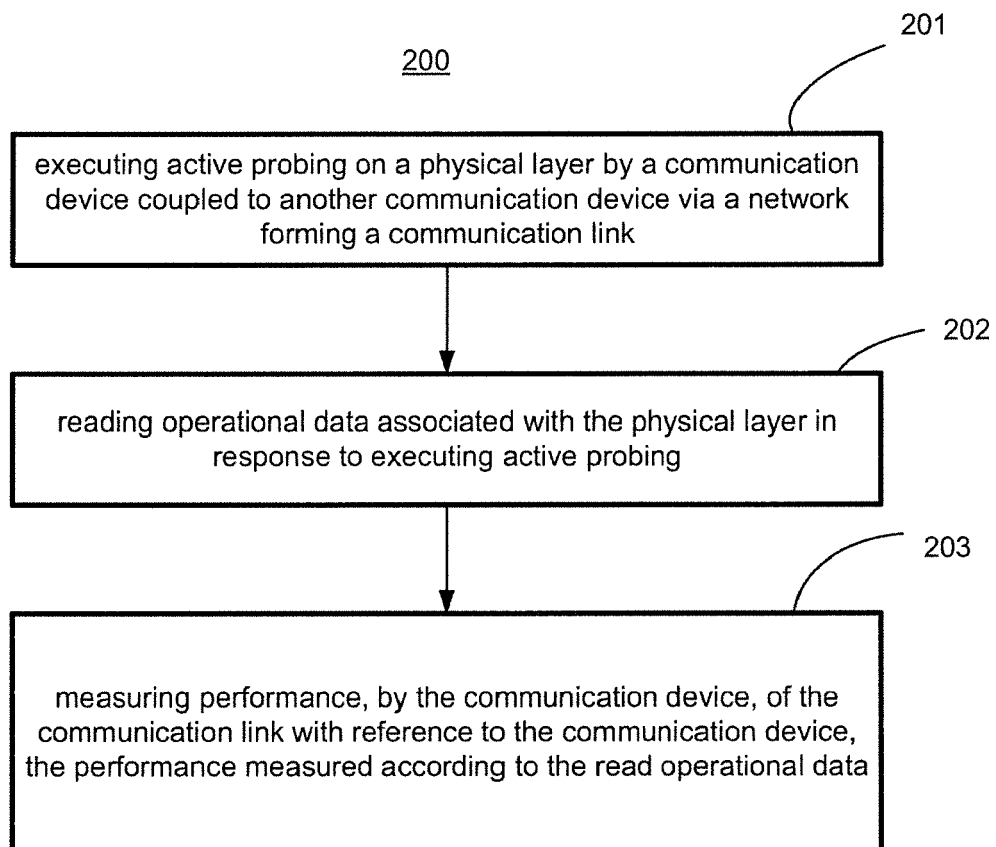 201
200
executing active probing on a physical layer by a communication
device coupled to another communication device via a network
forming a communication link
202
reading operational data associated with the physical layer in
response to executing active probing
203
measuring performance, by the communication device, of the
communication link with reference to the communication device,
the performance measured according to the read operational data